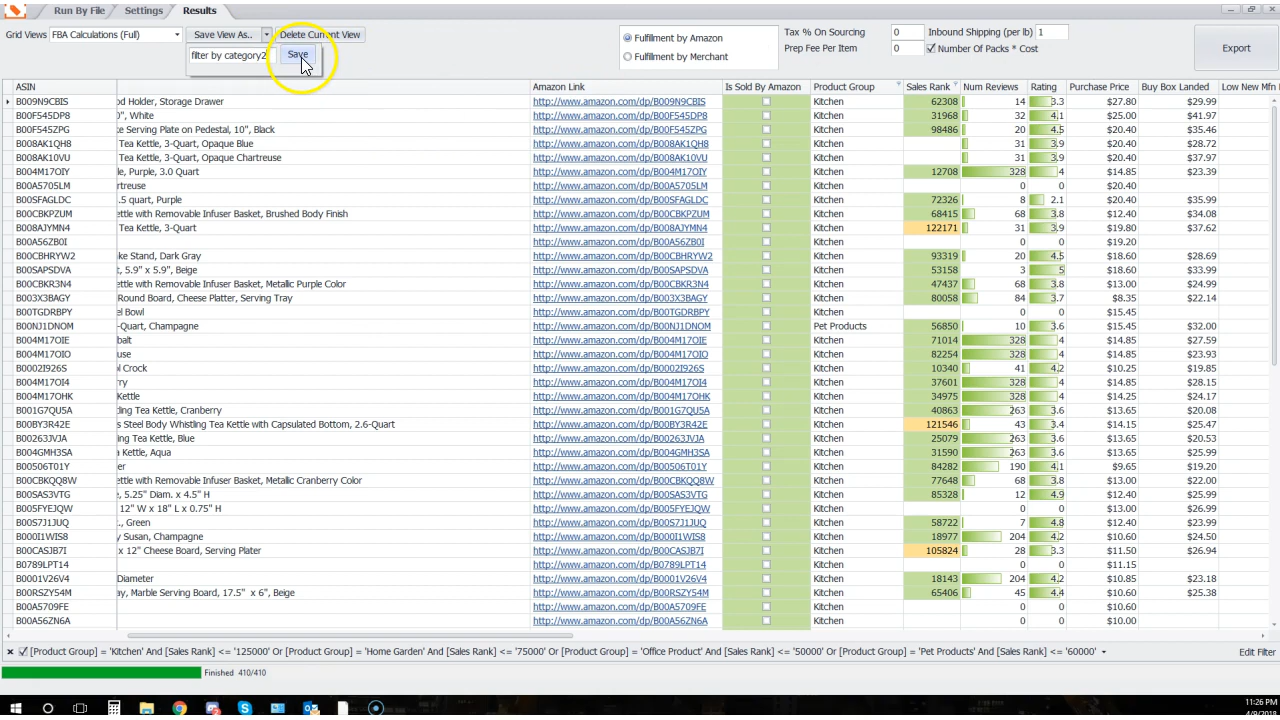 Run By File Settings Results
Grid Views FBA Calculations (Full) Save View As.. Delete Current View
filter by category2 Save
Fulfillment by Amazon
Fulfillment by Merchant
Tax % On Sourcing 0 Inbound Shipping (per lb) 1
Prep Fee Per Item 0 Number Of Packs * Cost
Export
ASIN Amazon Link Is Sold By Amazon Product Group Sales Rank Num Reviews Rating Purchase Price Buy Box Landed Low New Mfn
B009N9CBIS od Holder, Storage Drawer http://www.amazon.com/dp/B009N9CBIS Kitchen 62308 14 3.3 $27.80 $29.99
B00F545DP8 0", White http://www.amazon.com/dp/B00F545DP8 Kitchen 31968 32 4.1 $25.00 $41.97
B00F545ZPG ke Serving Plate on Pedestal, 10", Black http://www.amazon.com/dp/B00F545ZPG Kitchen 98486 20 4.5 $20.40 $35.46
B008AK1QH8 Tea Kettle, 3-Quart, Opaque Blue http://www.amazon.com/dp/B008AK1QH8 Kitchen 31 3.9 $20.40 $28.72
B008AK10VU Tea Kettle, 3-Quart, Opaque Chartreuse http://www.amazon.com/dp/B008AK10VU Kitchen 31 3.9 $20.40 $37.97
B004M17OIY le, Purple, 3.0 Quart http://www.amazon.com/dp/B004M17OIY Kitchen 12708 328 4 $14.85 $23.39
B00A5705LM artreuse http://www.amazon.com/dp/B00A5705LM Kitchen 0 0 $20.40
B00SFAGLDC .5 quart, Purple http://www.amazon.com/dp/B00SFAGLDC Kitchen 72326 8 2.1 $20.40 $35.99
B00CBKPZUM ettle with Removable Infuser Basket, Brushed Body Finish http://www.amazon.com/dp/B00CBKPZUM Kitchen 68415 68 3.8 $12.40 $34.08
B008AJYMN4 Tea Kettle, 3-Quart http://www.amazon.com/dp/B008AJYMN4 Kitchen 122171 31 3.9 $19.80 $37.62
B00A56ZB0I http://www.amazon.com/dp/B00A56ZB0I Kitchen 0 0 $19.20
B00CBHRYW2 ake Stand, Dark Gray http://www.amazon.com/dp/B00CBHRYW2 Kitchen 93319 20 4.5 $18.60 $28.69
B00SAPSDVA t, 5.9" x 5.9", Beige http://www.amazon.com/dp/B00SAPSDVA Kitchen 53158 3 5 $18.60 $33.99
B00CBKR3N4 ettle with Removable Infuser Basket, Metallic Purple Color http://www.amazon.com/dp/B00CBKR3N4 Kitchen 47437 68 3.8 $13.00 $24.99
B003X3BAGY Round Board, Cheese Platter, Serving Tray http://www.amazon.com/dp/B003X3BAGY Kitchen 80058 84 3.7 $8.35 $22.14
B00TGDRBPY el Bowl http://www.amazon.com/dp/B00TGDRBPY Kitchen 0 0 $15.45
B00NJ1DNOM -Quart, Champagne http://www.amazon.com/dp/B00NJ1DNOM Pet Products 56850 10 3.6 $15.45 $32.00
B004M17OIE balt http://www.amazon.com/dp/B004M17OIE Kitchen 71014 328 4 $14.85 $27.59
B004M17OIO ouse http://www.amazon.com/dp/B004M17OIO Kitchen 82254 328 4 $14.85 $23.93
B0002I926S ol Crock http://www.amazon.com/dp/B0002I926S Kitchen 10340 41 4.2 $10.25 $19.85
B004M17OI4 rry http://www.amazon.com/dp/B004M17OI4 Kitchen 37601 328 4 $14.85 $28.15
B004M17OHK http://www.amazon.com/dp/B004M17OHK Kitchen 34975 328 4 $14.25 $24.17
B001G7QU5A ding Tea Kettle, Cranberry http://www.amazon.com/dp/B001G7QU5A Kitchen 40863 263 3.6 $13.65 $20.08
B00BY3R42E s Steel Body Whistling Tea Kettle with Capsulated Bottom, 2.6-Quart http://www.amazon.com/dp/B00BY3R42E Kitchen 121546 43 3.4 $14.15 $25.47
B00263JVJA ing Tea Kettle, Blue http://www.amazon.com/dp/B00263JVJA Kitchen 25079 263 3.6 $13.65 $20.53
B004GMH3SA ea Kettle, Aqua http://www.amazon.com/dp/B004GMH3SA Kitchen 31590 263 3.6 $13.65 $25.99
B00506T01Y er http://www.amazon.com/dp/B00506T01Y Kitchen 84282 190 4.1 $9.65 $19.20
B00CBKQQ8W ettle with Removable Infuser Basket, Metallic Cranberry Color http://www.amazon.com/dp/B00CBKQQ8W Kitchen 77648 68 3.8 $13.00 $22.00
B00SAS3VTG , 5.25" Diam. x 4.5" H http://www.amazon.com/dp/B00SAS3VTG Kitchen 85328 12 4.9 $12.40 $25.99
B005FYEJQW 12" W x 18" L x 0.75" H http://www.amazon.com/dp/B005FYEJQW Kitchen 0 0 $13.00 $26.99
B00S7J1JUQ ., Green http://www.amazon.com/dp/B00S7J1JUQ Kitchen 58722 7 4.8 $12.40 $23.99
B000I1WIS8 y Susan, Champagne http://www.amazon.com/dp/B000I1WIS8 Kitchen 18977 204 4.2 $10.60 $24.50
B00CASJB7I x 12" Cheese Board, Serving Plater http://www.amazon.com/dp/B00CASJB7I Kitchen 105824 28 3.3 $11.50 $26.94
B0789LPT14 http://www.amazon.com/dp/B0789LPT14 Kitchen 0 0 $11.15
B0001V26V4 Diameter http://www.amazon.com/dp/B0001V26V4 Kitchen 18143 204 4.2 $10.85 $23.18
B00RSZY54M ay, Marble Serving Board, 17.5" x 6", Beige http://www.amazon.com/dp/B00RSZY54M Kitchen 65406 45 4.4 $10.60 $25.38
B00A5709FE http://www.amazon.com/dp/B00A5709FE Kitchen 0 0 $10.60
B00A56ZN6A http://www.amazon.com/dp/B00A56ZN6A Kitchen 0 0 $10.00
[Product Group] = 'Kitchen' And [Sales Rank] <= '125000' Or [Product Group] = 'Home Garden' And [Sales Rank] <= '75000' Or [Product Group] = 'Office Product' And [Sales Rank] <= '50000' Or [Product Group] = 'Pet Products' And [Sales Rank] <= '60000' Edit Filter
Finished 410/410
11:26 PM
4/9/2018